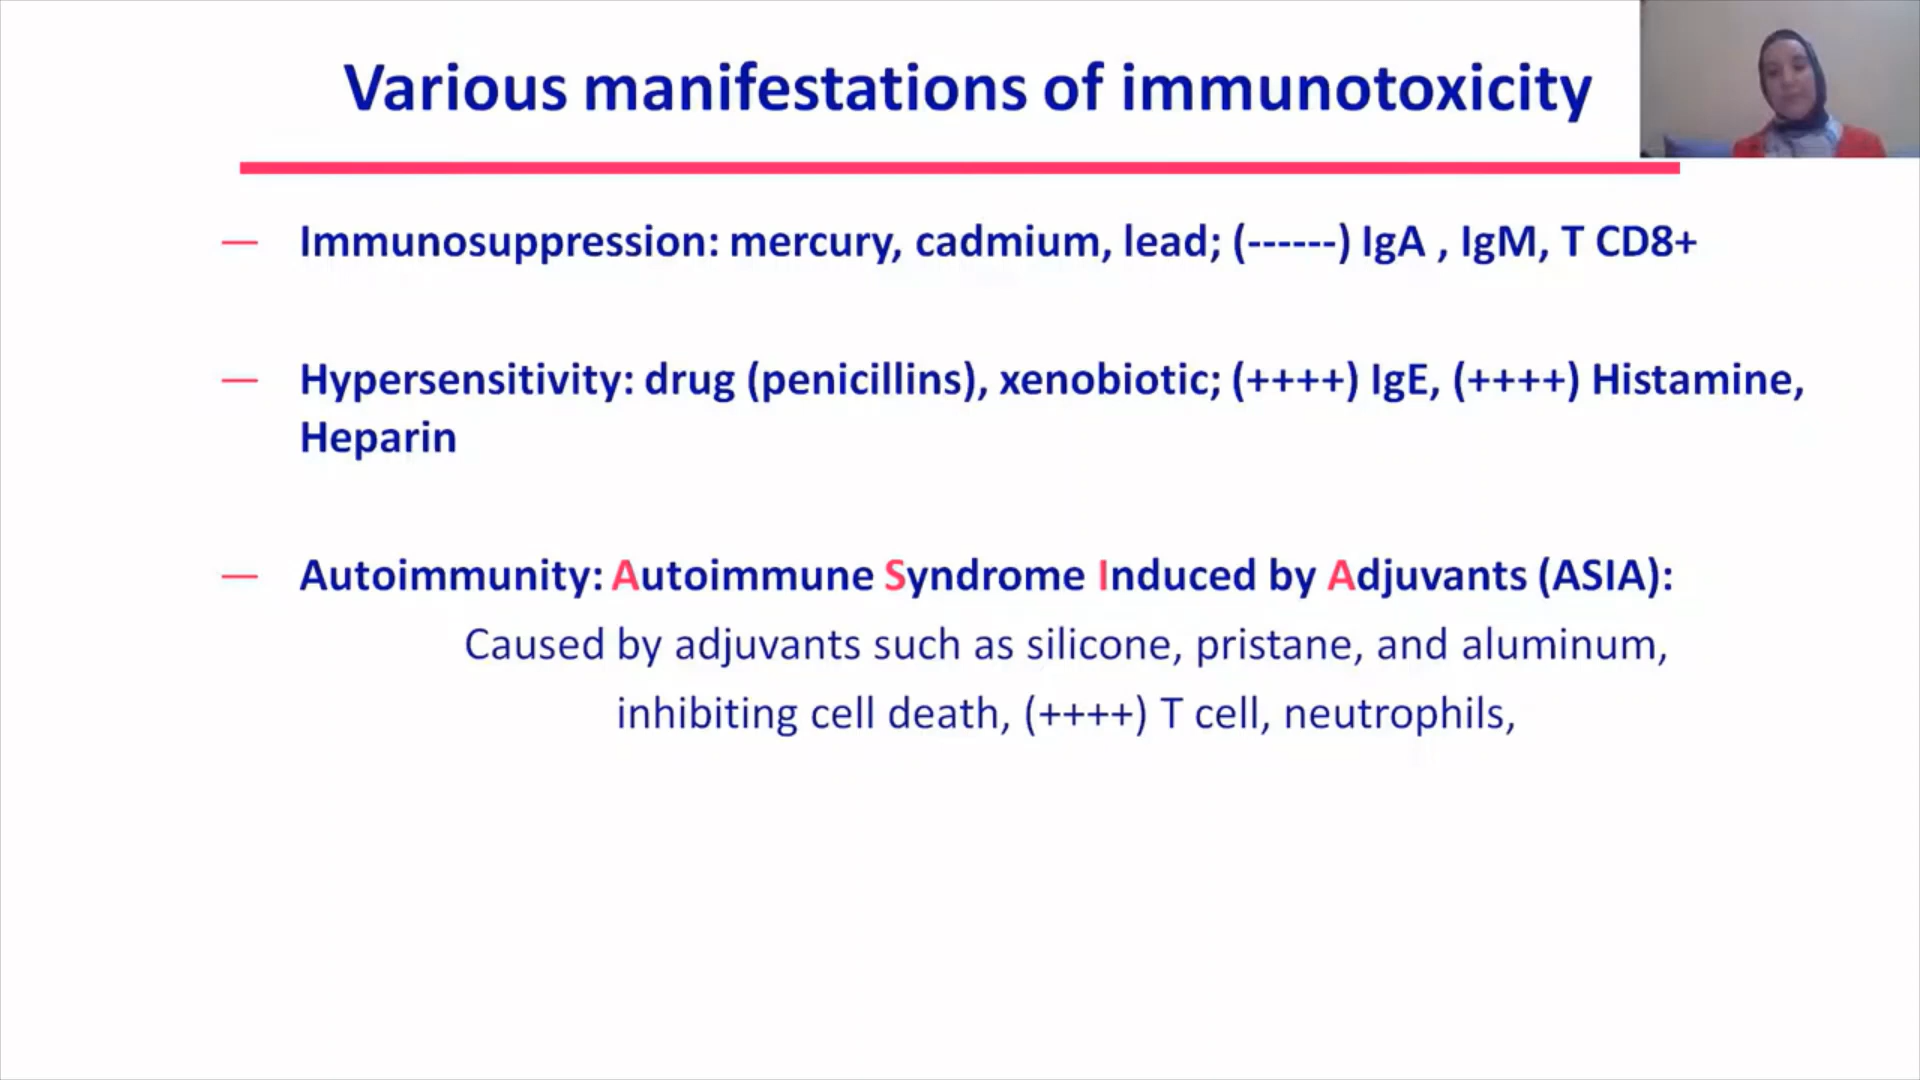 Various manifestations of immunotoxicity
— Immunosuppression: mercury, cadmium, lead; (------) IgA , IgM, T CD8+
— Hypersensitivity: drug (penicillins), xenobiotic; (++++) IgE, (++++) Histamine,
Heparin
— Autoimmunity: Autoimmune Syndrome Induced by Adjuvants (ASIA):
Caused by adjuvants such as silicone, pristane, and aluminum,
inhibiting cell death, (++++) T cell, neutrophils,